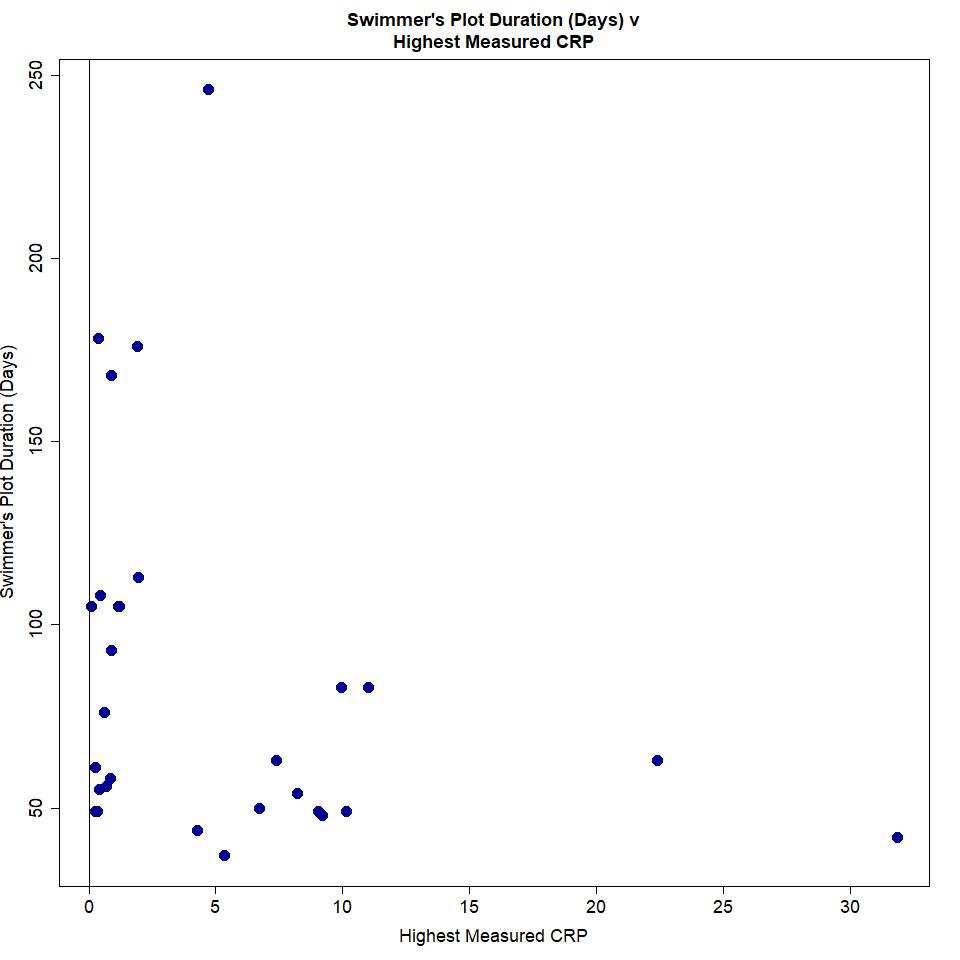 Swimmer's Plot Duration (Days) v
Highest Measured CRP
Swimmer's Plot Duration (Days)
250
200
150
100
50
0 5 10 15 20 25 30
Highest Measured CRP